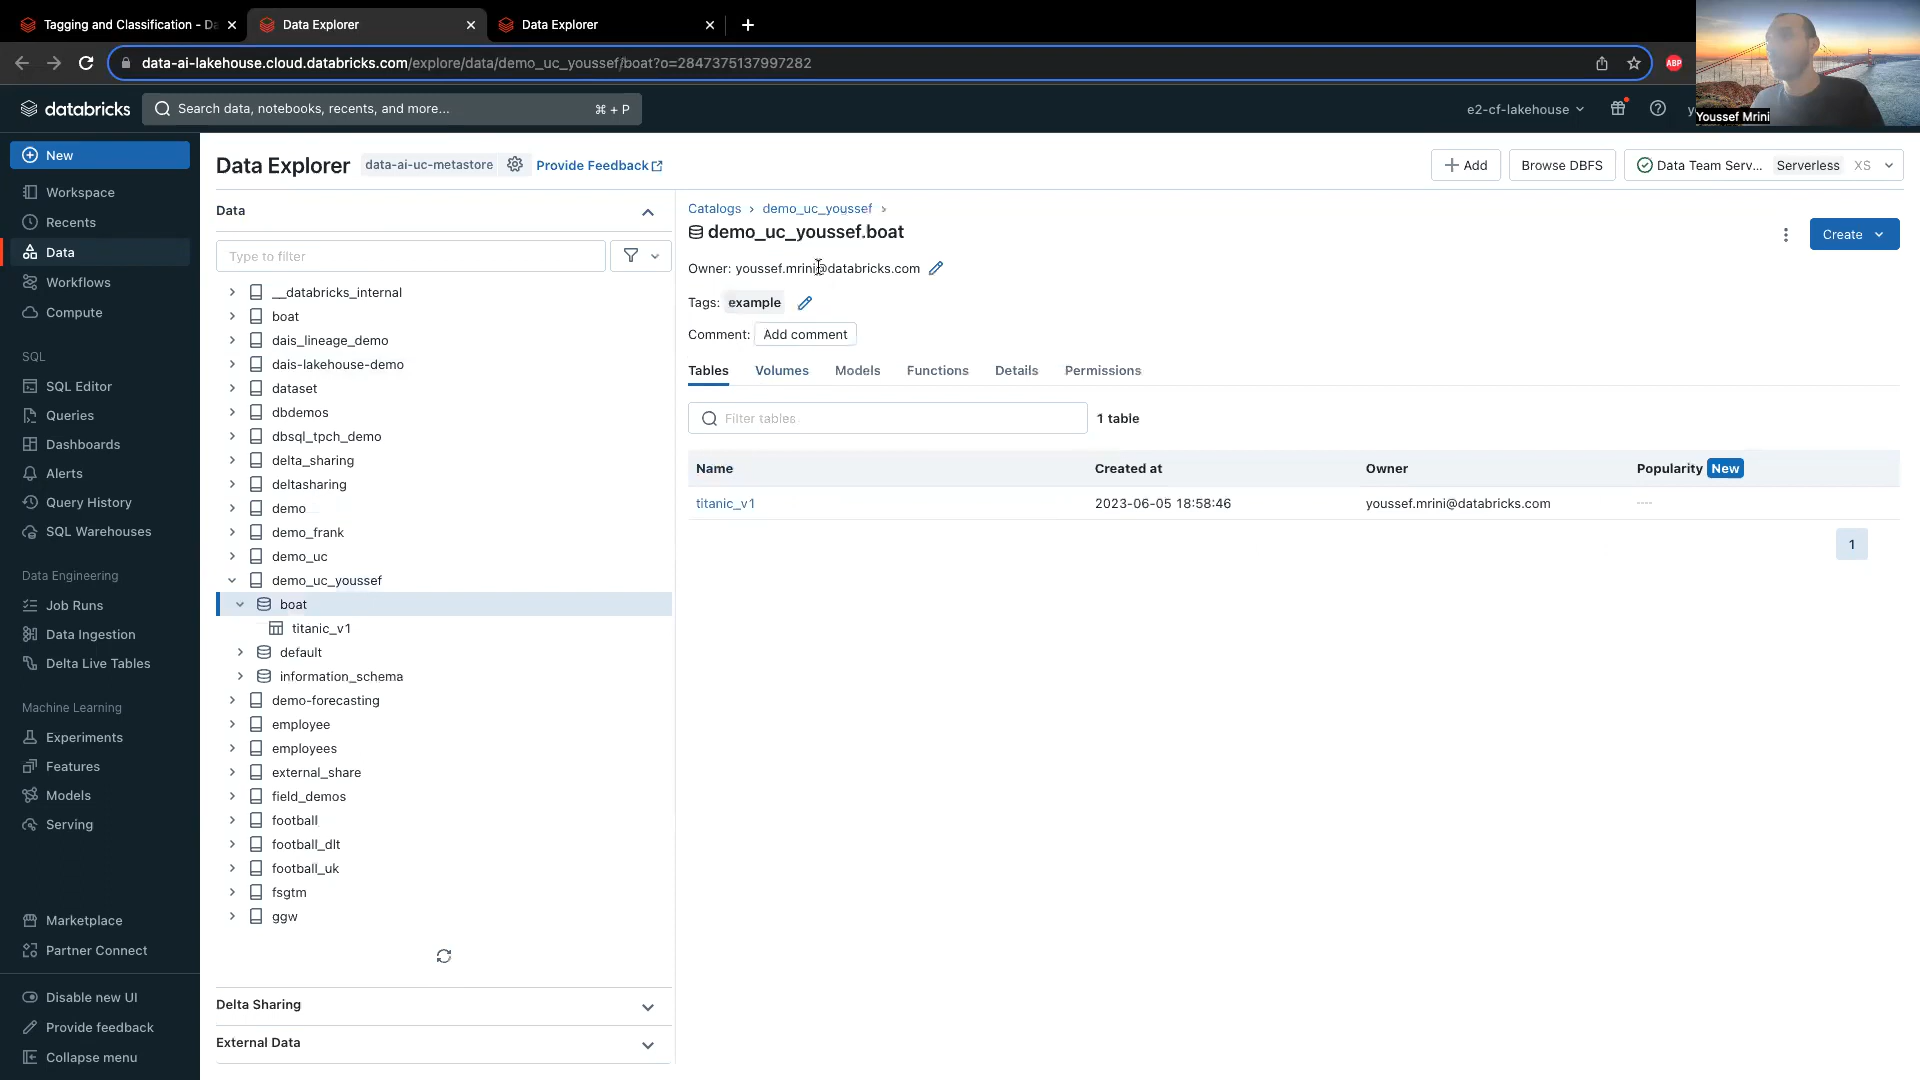 Tagging and Classification - Da
Data Explorer
Data Explorer
data-ai-lakehouse.cloud.databricks.com/explore/data/demo_uc_youssef/boat?o=2847375137997282
ABP
databricks
Search data, notebooks, recents, and more...
⌘ + P
e2-cf-lakehouse
Youssef Mrini
New
Workspace
Recents
Data
Workflows
Compute
SQL
SQL Editor
Queries
Dashboards
Alerts
Query History
SQL Warehouses
Data Engineering
Job Runs
Data Ingestion
Delta Live Tables
Machine Learning
Experiments
Features
Models
Serving
Marketplace
Partner Connect
Disable new UI
Provide feedback
Collapse menu
Data Explorer
data-ai-uc-metastore
Provide Feedback
+ Add
Browse DBFS
Data Team Serv... Serverless XS
Data
Type to filter
__databricks_internal
boat
dais_lineage_demo
dais-lakehouse-demo
dataset
dbdemos
dbsql_tpch_demo
delta_sharing
deltasharing
demo
demo_frank
demo_uc
demo_uc_youssef
boat
titanic_v1
default
information_schema
demo-forecasting
employee
employees
external_share
field_demos
football
football_dlt
football_uk
fsgtm
ggw
Delta Sharing
External Data
Catalogs › demo_uc_youssef ›
demo_uc_youssef.boat
Create
Owner: youssef.mrini@databricks.com
Tags: example
Comment: Add comment
Tables Volumes Models Functions Details Permissions
Filter tables
1 table
Name Created at Owner Popularity New
titanic_v1 2023-06-05 18:58:46 youssef.mrini@databricks.com ----
1